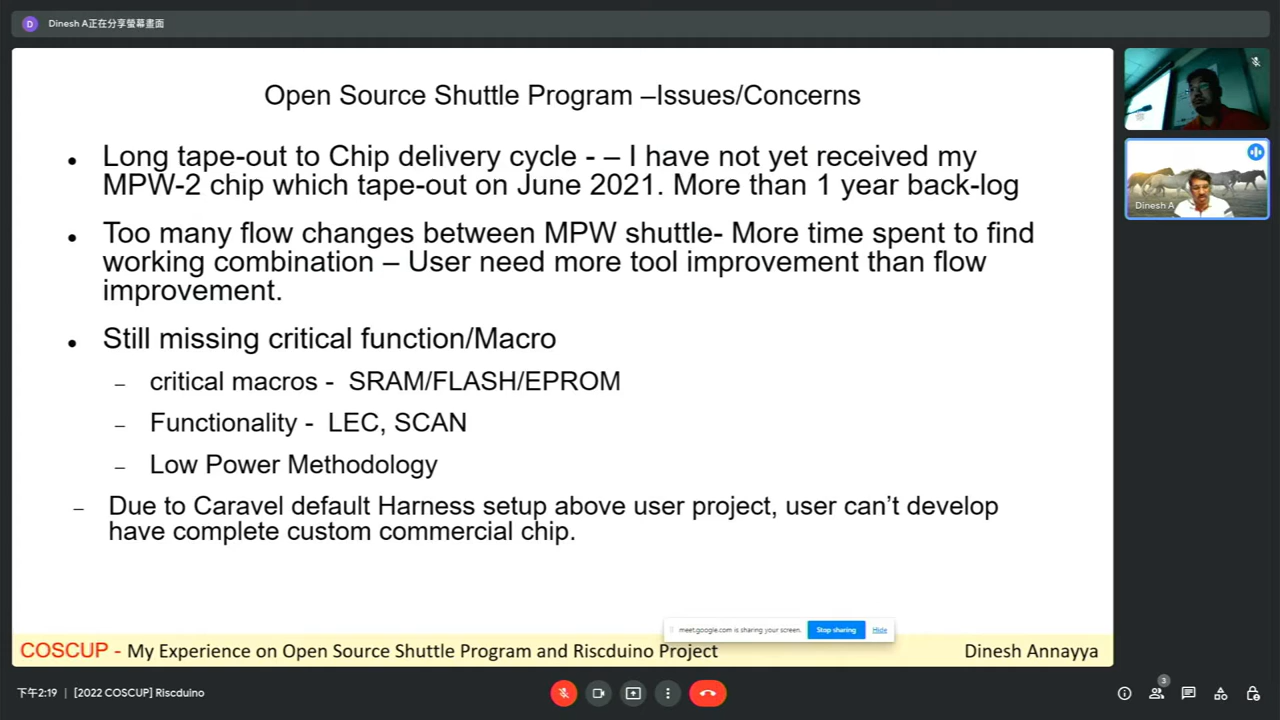 D Dinesh A正在分享螢幕畫面
Open Source Shuttle Program –Issues/Concerns
• Long tape-out to Chip delivery cycle - – I have not yet received my
MPW-2 chip which tape-out on June 2021. More than 1 year back-log
• Too many flow changes between MPW shuttle- More time spent to find
working combination – User need more tool improvement than flow
improvement.
• Still missing critical function/Macro
– critical macros - SRAM/FLASH/EPROM
– Functionality - LEC, SCAN
– Low Power Methodology
– Due to Caravel default Harness setup above user project, user can't develop
have complete custom commercial chip.
meet.google.com is sharing your screen. Stop sharing Hide
COSCUP - My Experience on Open Source Shuttle Program and Riscduino Project Dinesh Annayya
Dinesh A
下午2:19 | [2022 COSCUP] Riscduino
3